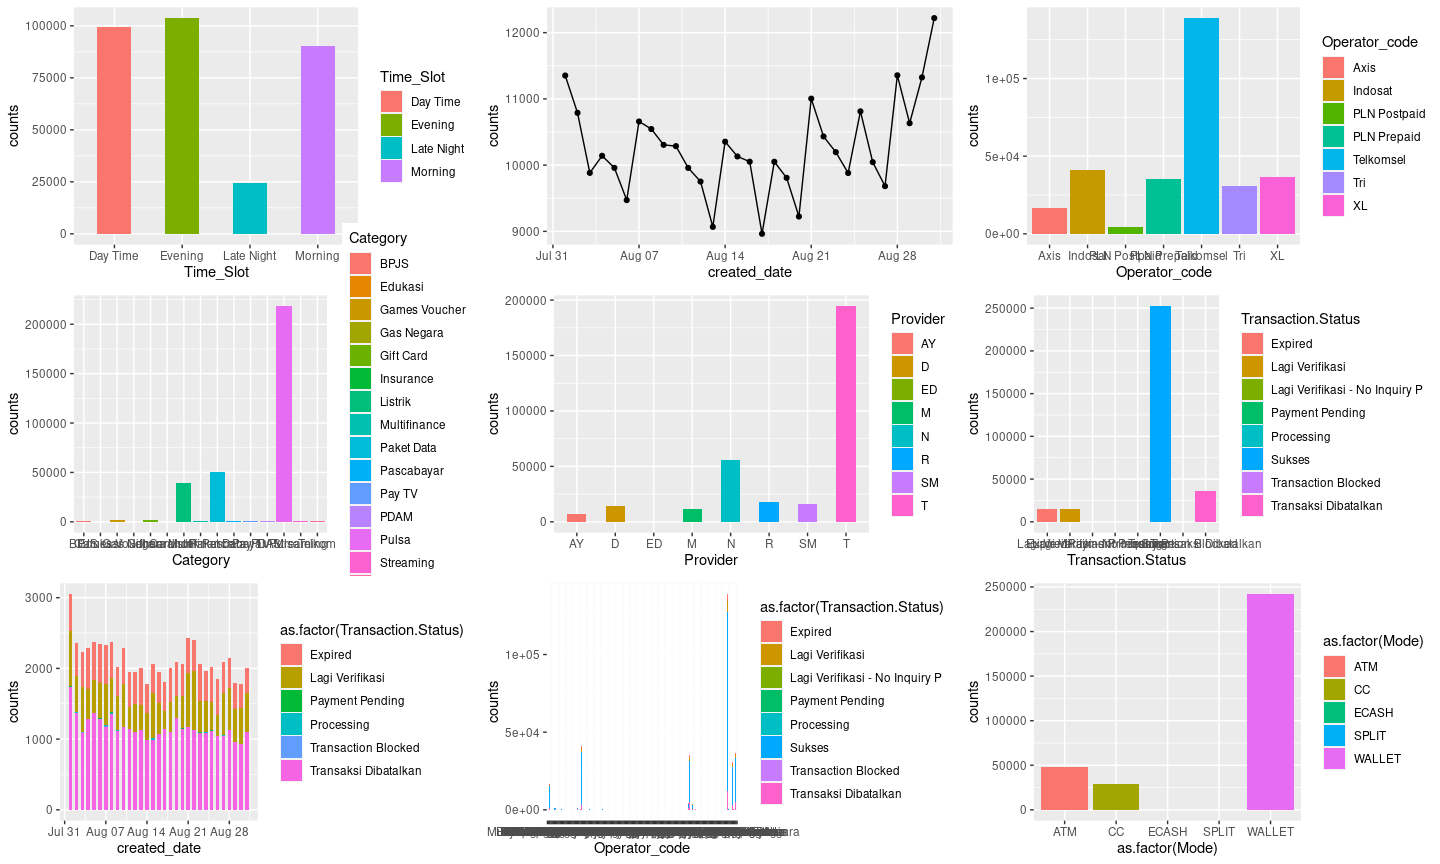 100000
75000
50000
25000
0
counts
Day Time
Evening
Late Night
Morning
Time_Slot
Time_Slot
Day Time
Evening
Late Night
Morning
12000
11000
10000
9000
counts
Jul 31
Aug 07
Aug 14
Aug 21
Aug 28
created_date
1e+05
5e+04
0e+00
counts
Axis
Tri
XL
Operator_code
Operator_code
Axis
Indosat
PLN Postpaid
PLN Prepaid
Telkomsel
Tri
XL
200000
150000
100000
50000
0
counts
Category
Category
BPJS
Edukasi
Games Voucher
Gas Negara
Gift Card
Insurance
Listrik
Multifinance
Paket Data
Pascabayar
Pay TV
PDAM
Pulsa
Streaming
200000
150000
100000
50000
0
counts
AY
D
ED
M
N
R
SM
T
Provider
Provider
AY
D
ED
M
N
R
SM
T
250000
200000
150000
100000
50000
0
counts
Transaction.Status
Transaction.Status
Expired
Lagi Verifikasi
Lagi Verifikasi - No Inquiry P
Payment Pending
Processing
Sukses
Transaction Blocked
Transaksi Dibatalkan
3000
2000
1000
0
counts
Jul 31
Aug 07
Aug 14
Aug 21
Aug 28
created_date
as.factor(Transaction.Status)
Expired
Lagi Verifikasi
Payment Pending
Processing
Transaction Blocked
Transaksi Dibatalkan
1e+05
5e+04
0e+00
counts
Operator_code
as.factor(Transaction.Status)
Expired
Lagi Verifikasi
Lagi Verifikasi - No Inquiry P
Payment Pending
Processing
Sukses
Transaction Blocked
Transaksi Dibatalkan
250000
200000
150000
100000
50000
0
counts
ATM
CC
ECASH
SPLIT
WALLET
as.factor(Mode)
as.factor(Mode)
ATM
CC
ECASH
SPLIT
WALLET